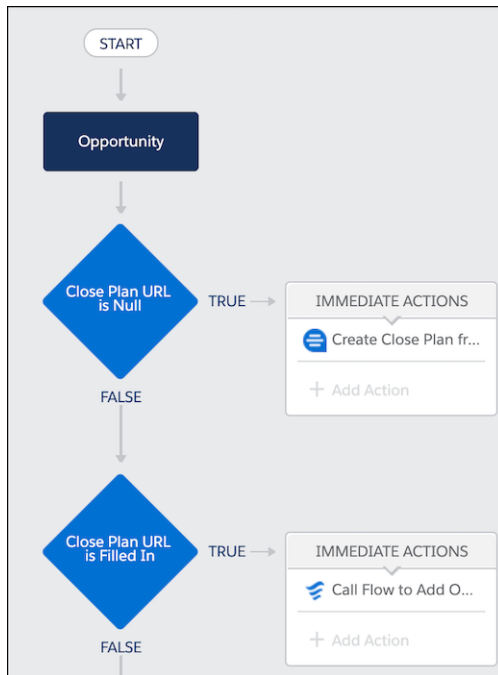 START
Opportunity
Close Plan URL
is Null
TRUE
IMMEDIATE ACTIONS
Create Close Plan fr...
+ Add Action
FALSE
Close Plan URL
is Filled In
TRUE
IMMEDIATE ACTIONS
Call Flow to Add O...
+ Add Action
FALSE